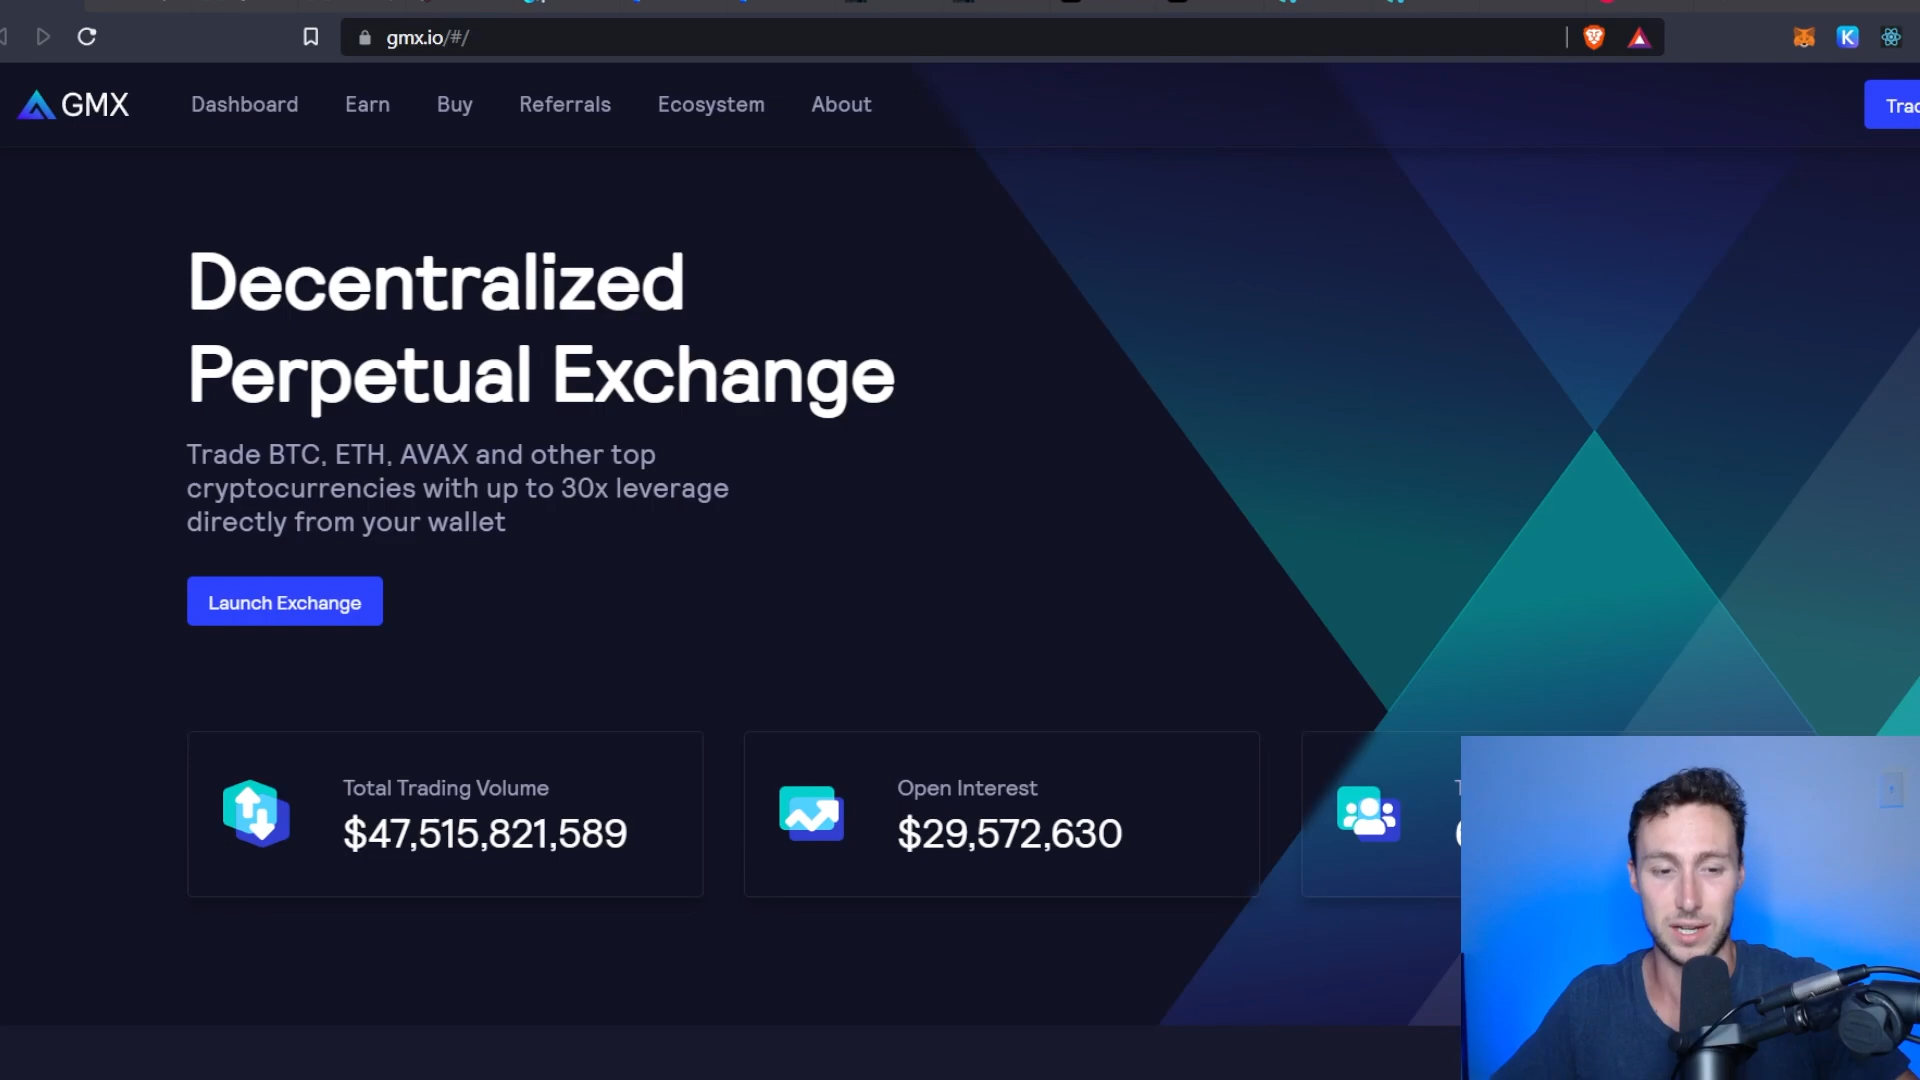 gmx.io/#/
GMX
Dashboard
Earn
Buy
Referrals
Ecosystem
About
Decentralized
Perpetual Exchange
Trade BTC, ETH, AVAX and other top
cryptocurrencies with up to 30x leverage
directly from your wallet
Launch Exchange
Total Trading Volume
$47,515,821,589
Open Interest
$29,572,630
K